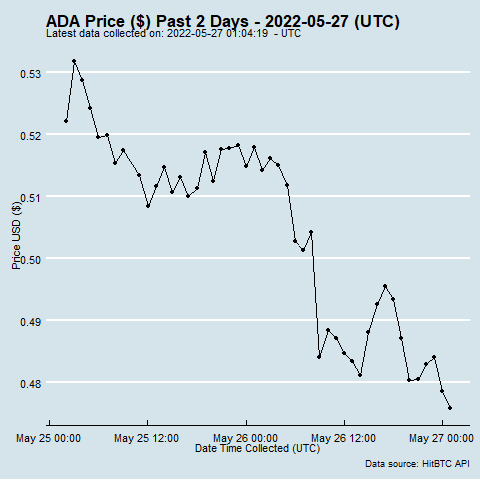 ADA Price ($) Past 2 Days - 2022-05-27 (UTC)
Latest data collected on: 2022-05-27 01:04:19 - UTC
0.53
0.52
0.51
0.50
0.49
0.48
Price USD ($)
May 25 00:00 May 25 12:00 May 26 00:00 May 26 12:00 May 27 00:00
Date Time Collected (UTC)
Data source: HitBTC API